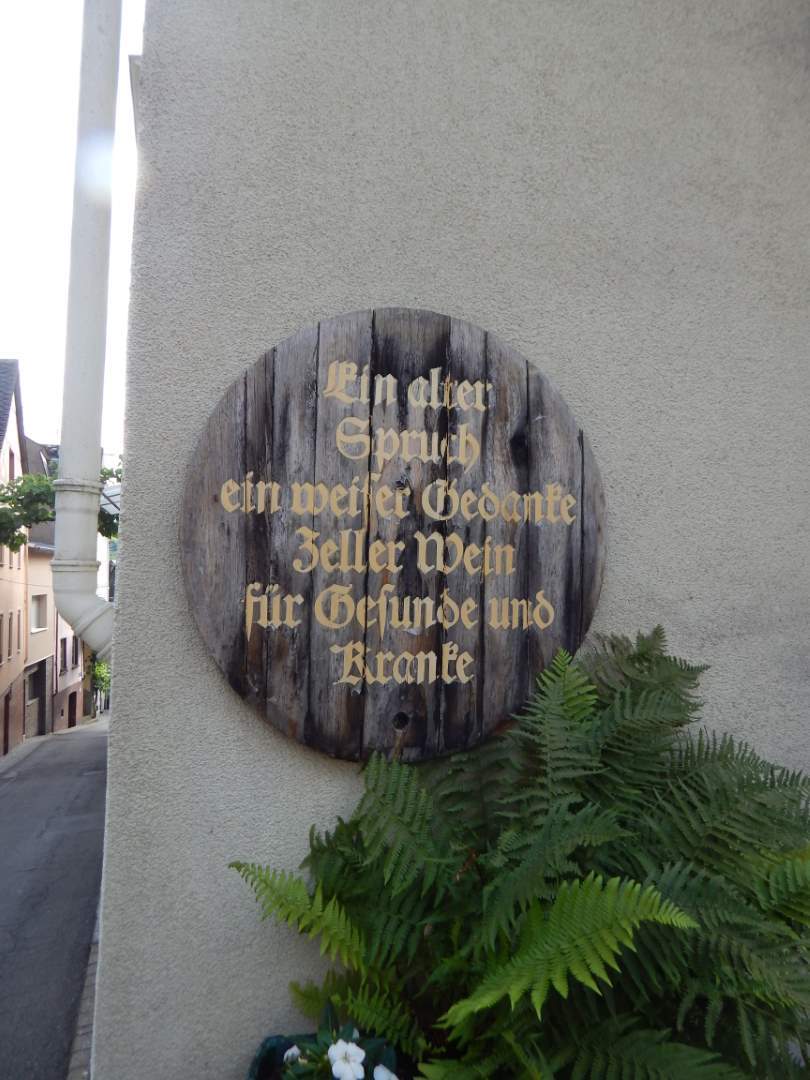 Ein alter
Spruch
ein weiser Gedanke
Zeller Wein
für Gesunde und
Kranke